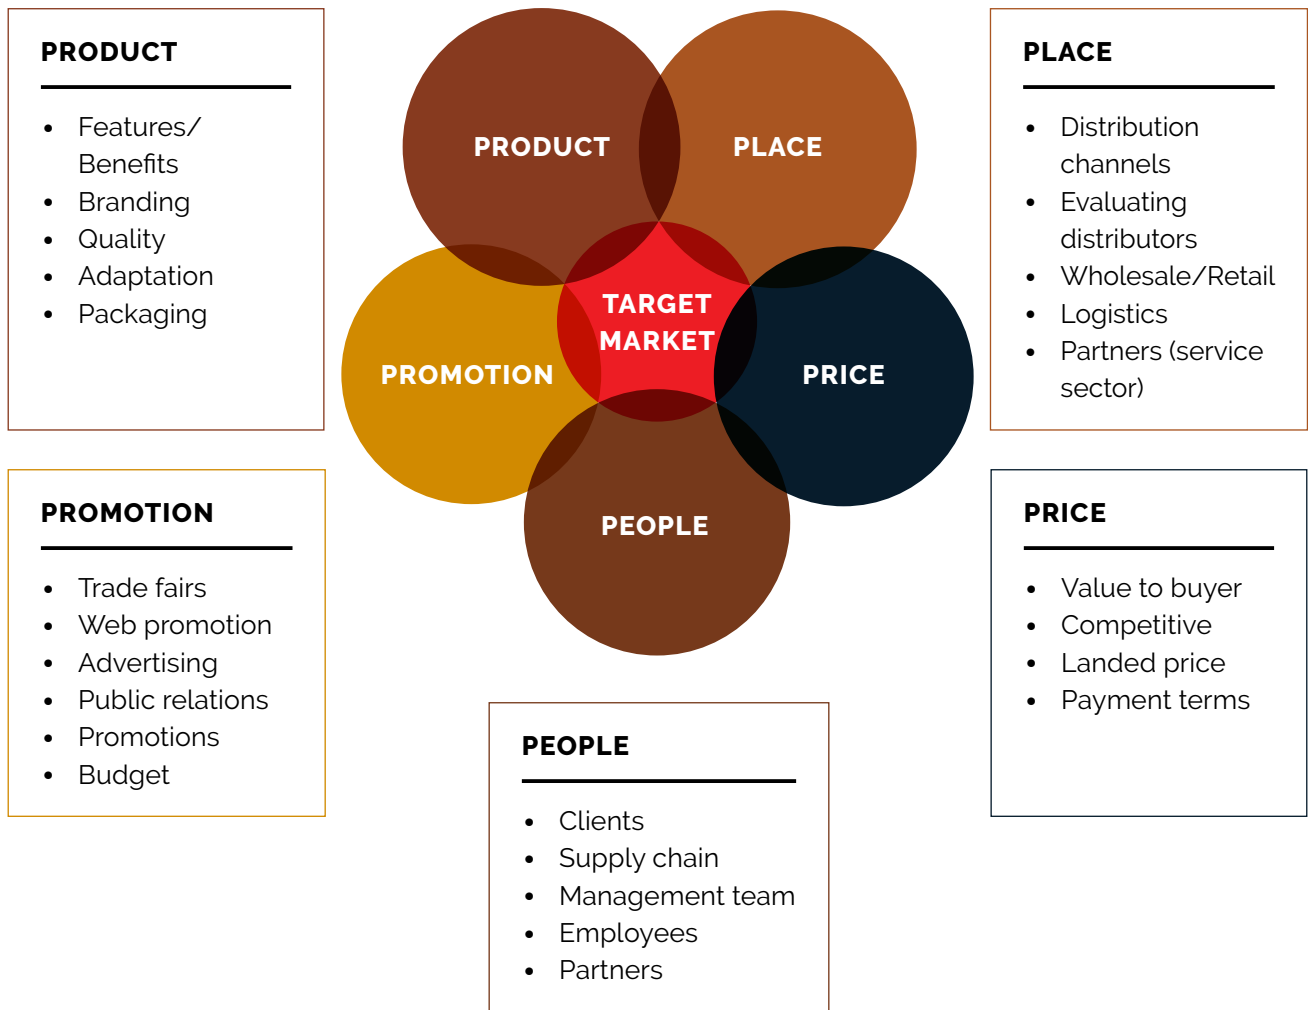 PRODUCT
• Features/
Benefits
• Branding
• Quality
• Adaptation
• Packaging
PRODUCT
PLACE
TARGET
MARKET
PROMOTION
PRICE
PEOPLE
PLACE
• Distribution
channels
• Evaluating
distributors
• Wholesale/Retail
• Logistics
• Partners (service
sector)
PROMOTION
• Trade fairs
• Web promotion
• Advertising
• Public relations
• Promotions
• Budget
PEOPLE
• Clients
• Supply chain
• Management team
• Employees
• Partners
PRICE
• Value to buyer
• Competitive
• Landed price
• Payment terms